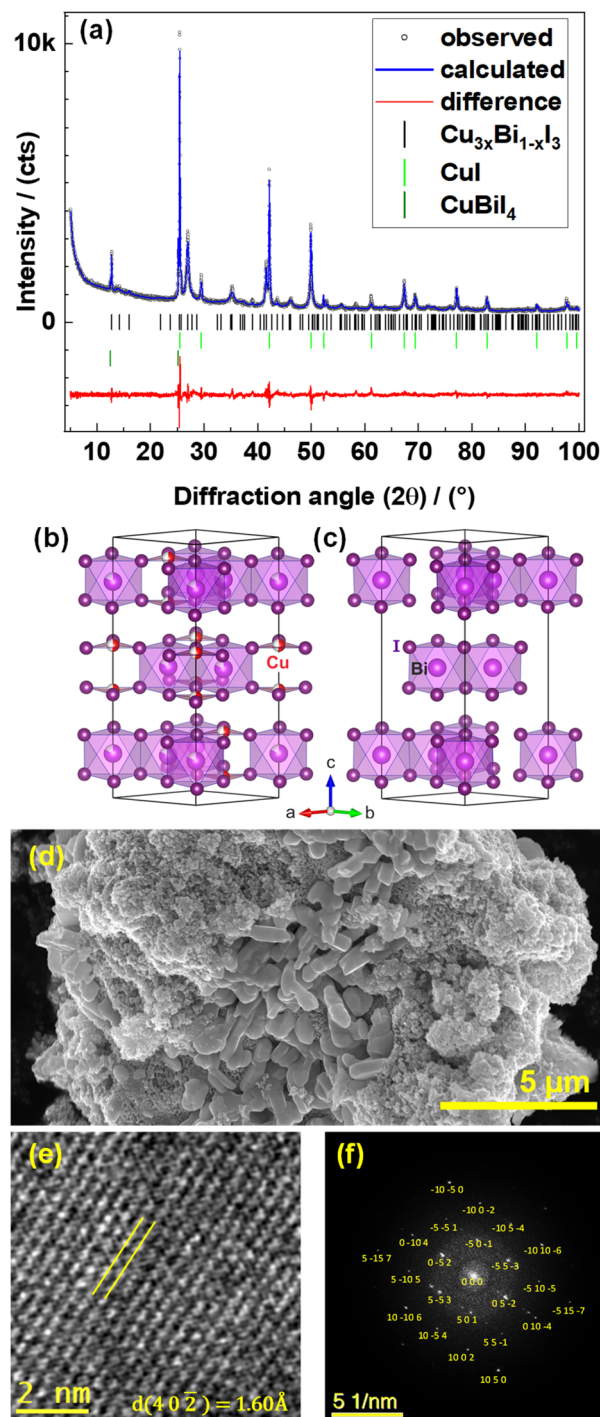 (a)
10k
0
Intensity / (cts)
observed
calculated
difference
Cu3xBi1-xI3
CuI
CuBiI4
10 20 30 40 50 60 70 80 90 100
Diffraction angle (2θ) / (°)
(b)
(c)
Cu
I
Bi
c
a
b
(d)
5 µm
(e)
2 nm
d(4 0 2̅) = 1.60Å
(f)
-10 -5 0
-10 0 -2
-5 -5 1
-10 5 -4
0 -10 4
-5 0 -1
-10 10 -6
5 -15 7
0 -5 2
-5 5 -3
0 0 0
5 -10 5
-5 10 -5
5 -5 3
0 5 -2
5 15 -7
10 -10 6
5 0 1
0 10 -4
10 -5 4
5 5 -1
10 0 2
10 5 0
5 1/nm